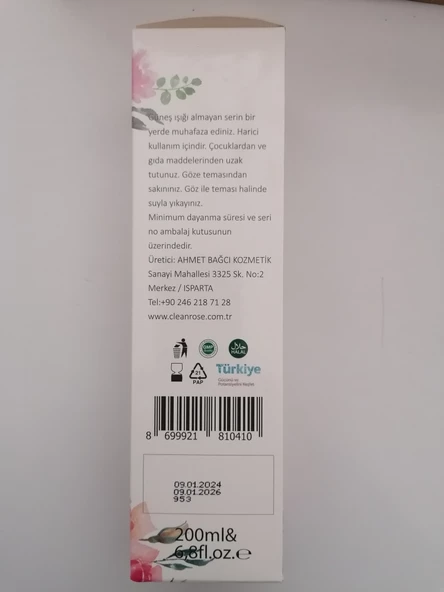 Güneş ışığı almayan serin bir
yerde muhafaza ediniz. Harici
kullanım içindir. Çocuklardan ve
gıda maddelerinden uzak
tutunuz. Göze temasından
sakınınız. Göz ile teması halinde
suyla yıkayınız.
Minimum dayanma süresi ve seri
no ambalaj kutusunun
üzerindedir.
Üretici: AHMET BAĞCI KOZMETİK
Sanayi Mahallesi 3325 Sk. No:2
Merkez / ISPARTA
Tel:+90 246 218 71 28
www.cleanrose.com.tr
GMP
حلال
HALAL
21
PAP
Türkiye
8 699921 810410
09.01.2024
09.01.2026
953
200ml&
6,8fl.oz.℮